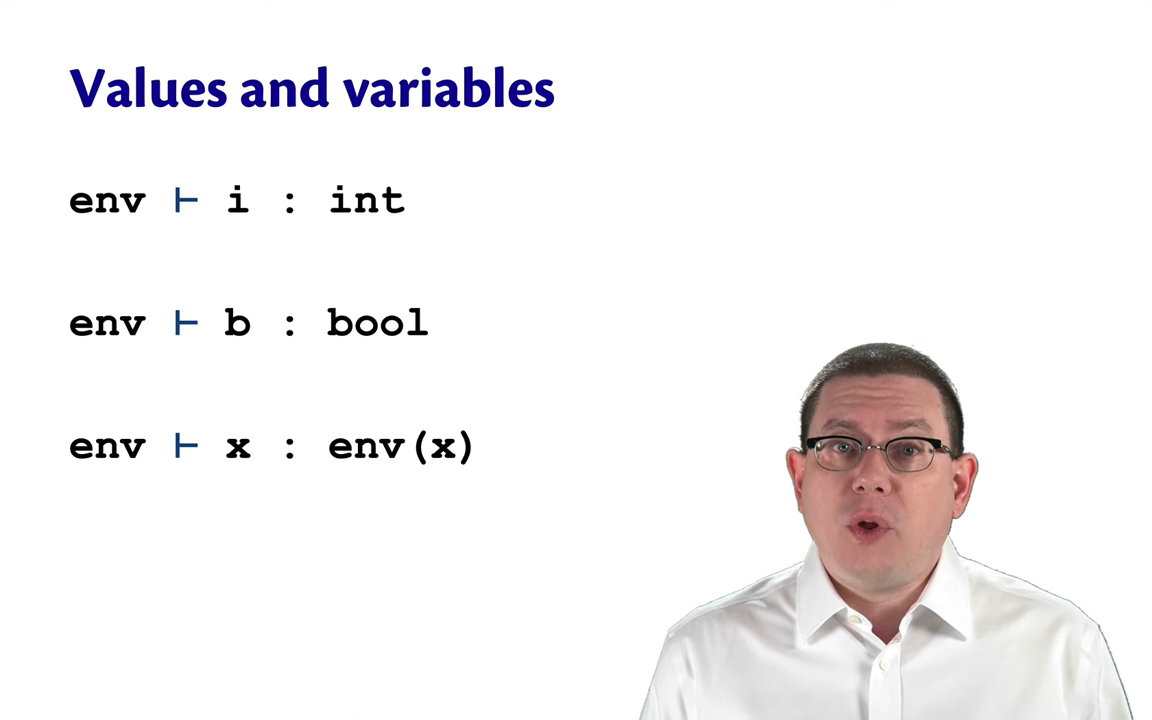 Values and variables
env ⊢ i : int
env ⊢ b : bool
env ⊢ x : env(x)